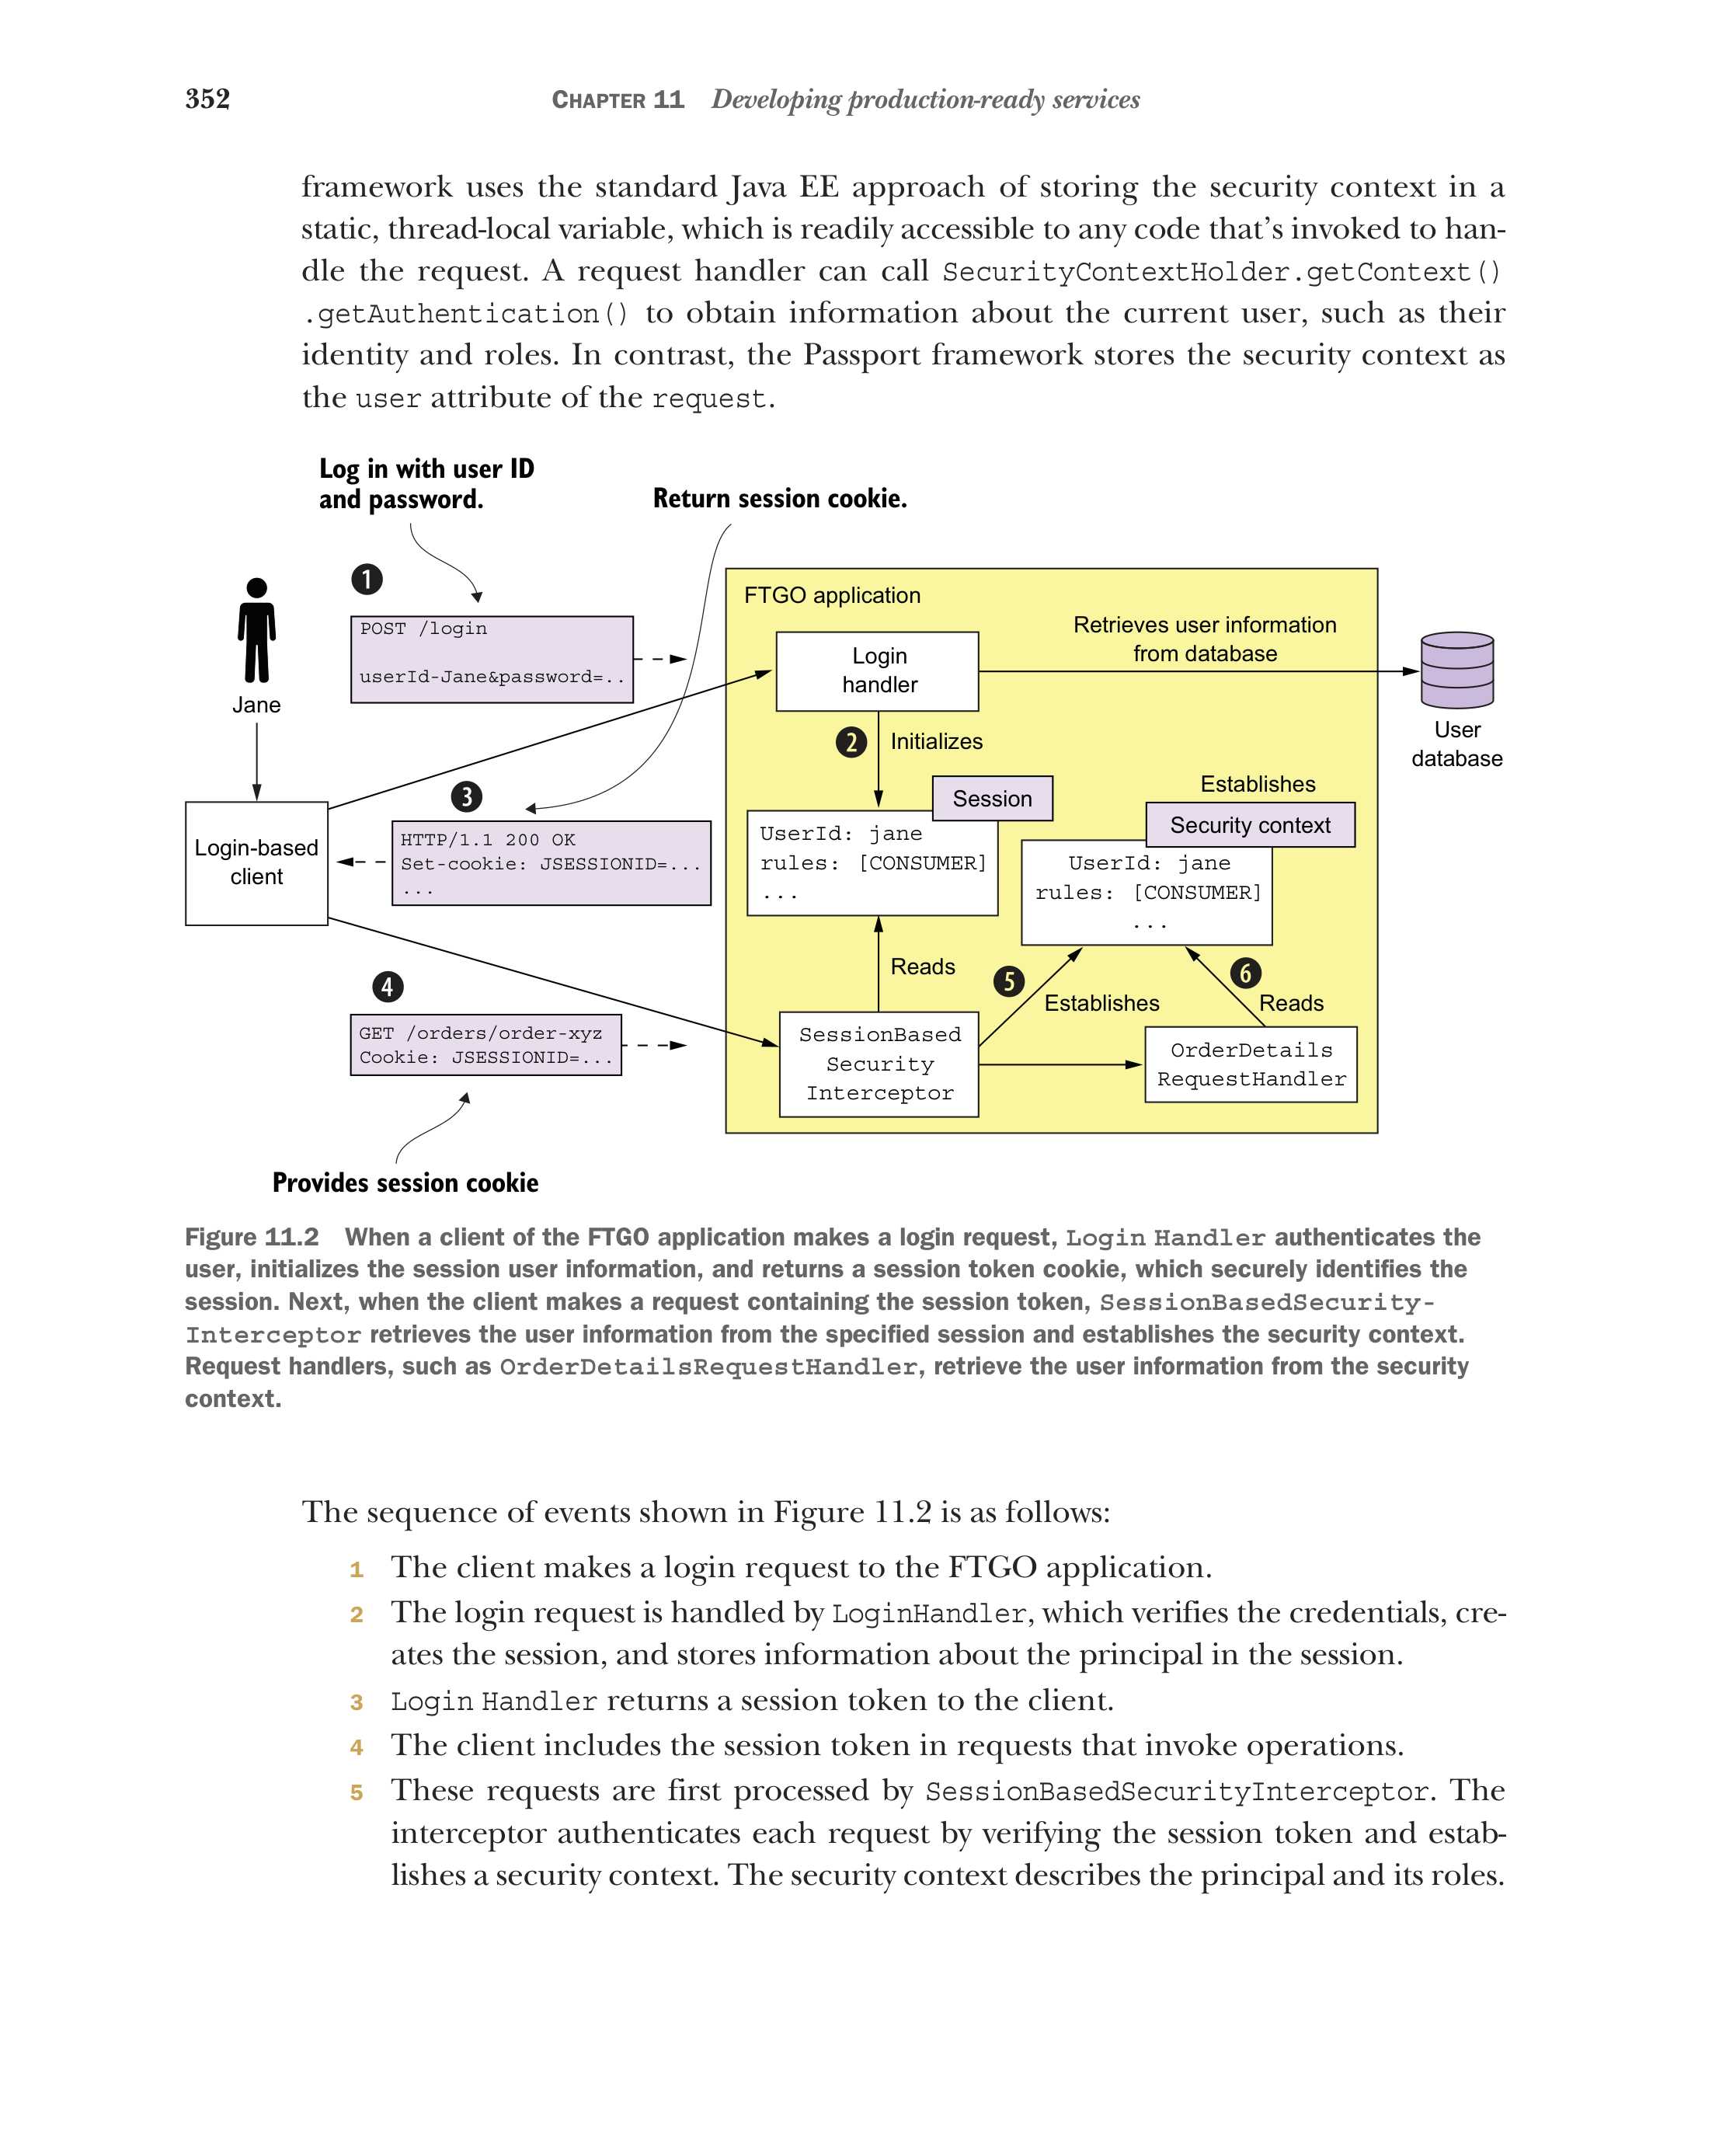 352
CHAPTER 11 Developing production-ready services
framework uses the standard Java EE approach of storing the security context in a
static, thread-local variable, which is readily accessible to any code that's invoked to han-
dle the request. A request handler can call SecurityContextHolder.getContext()
.getAuthentication() to obtain information about the current user, such as their
identity and roles. In contrast, the Passport framework stores the security context as
the user attribute of the request.
Log in with user ID
and password.
Return session cookie.
1
POST /login
userId-Jane&password=..
Jane
FTGO application
Login
handler
Retrieves user information
from database
User
database
2
Initializes
3
HTTP/1.1 200 OK
Set-cookie: JSESSIONID=...
...
Login-based
client
Session
UserId: jane
rules: [CONSUMER]
...
Establishes
Security context
UserId: jane
rules: [CONSUMER]
...
Reads
5
Establishes
6
Reads
4
GET /orders/order-xyz
Cookie: JSESSIONID=...
SessionBased
Security
Interceptor
OrderDetails
RequestHandler
Provides session cookie
Figure 11.2 When a client of the FTGO application makes a login request, Login Handler authenticates the
user, initializes the session user information, and returns a session token cookie, which securely identifies the
session. Next, when the client makes a request containing the session token, SessionBasedSecurity-
Interceptor retrieves the user information from the specified session and establishes the security context.
Request handlers, such as OrderDetailsRequestHandler, retrieve the user information from the security
context.
The sequence of events shown in Figure 11.2 is as follows:
1 The client makes a login request to the FTGO application.
2 The login request is handled by LoginHandler, which verifies the credentials, cre-
ates the session, and stores information about the principal in the session.
3 Login Handler returns a session token to the client.
4 The client includes the session token in requests that invoke operations.
5 These requests are first processed by SessionBasedSecurityInterceptor. The
interceptor authenticates each request by verifying the session token and estab-
lishes a security context. The security context describes the principal and its roles.